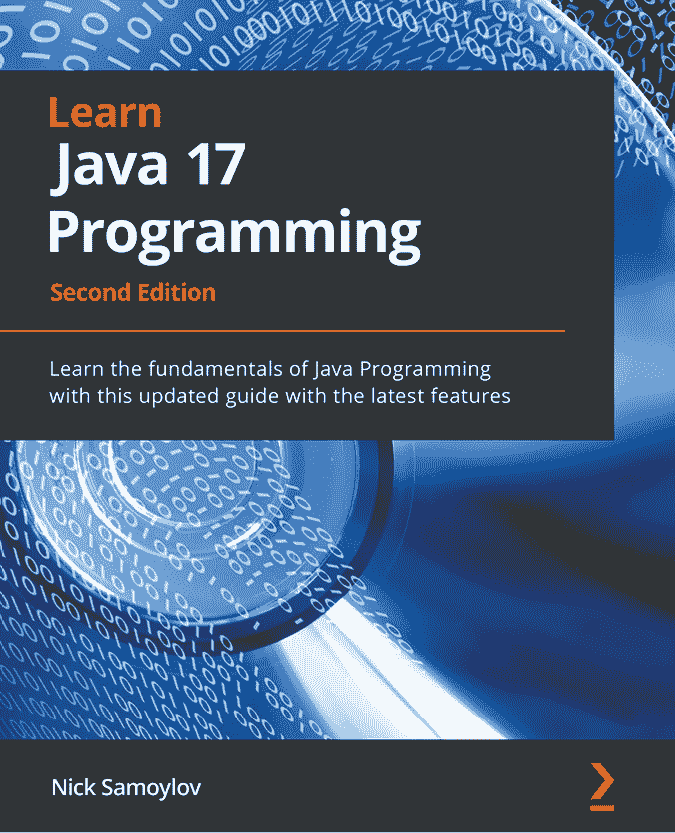 Learn
Java 17
Programming
Second Edition
Learn the fundamentals of Java Programming
with this updated guide with the latest features
Nick Samoylov